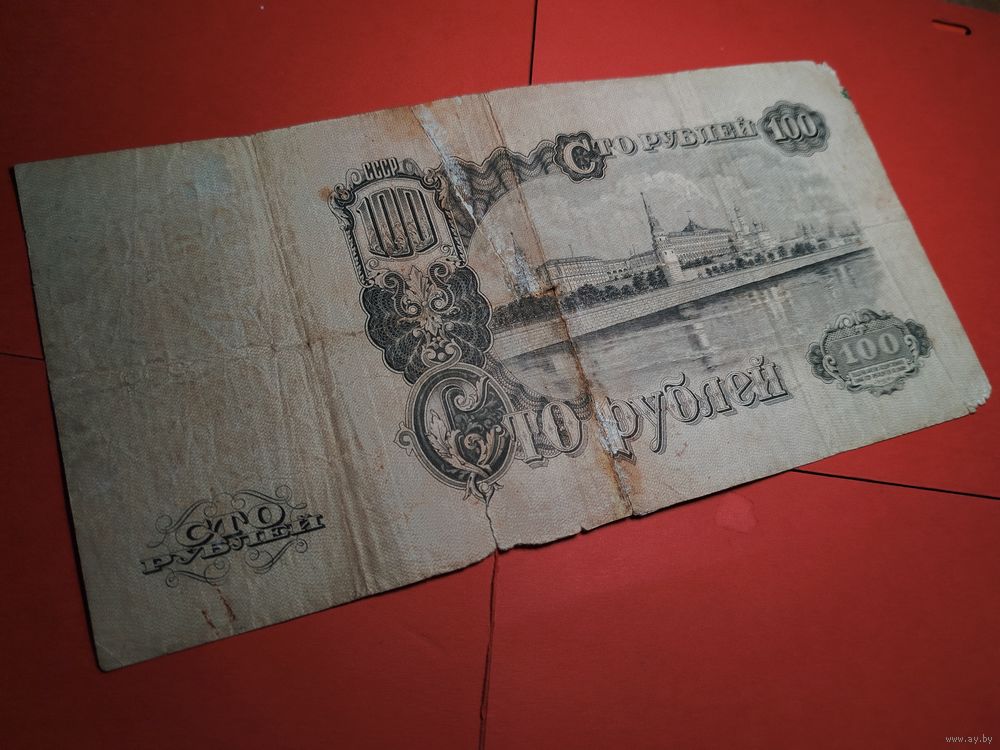 СССР
100
Сто рублей 100
100
Сто рублей
СТО
РУБЛЕЙ
www.ay.by